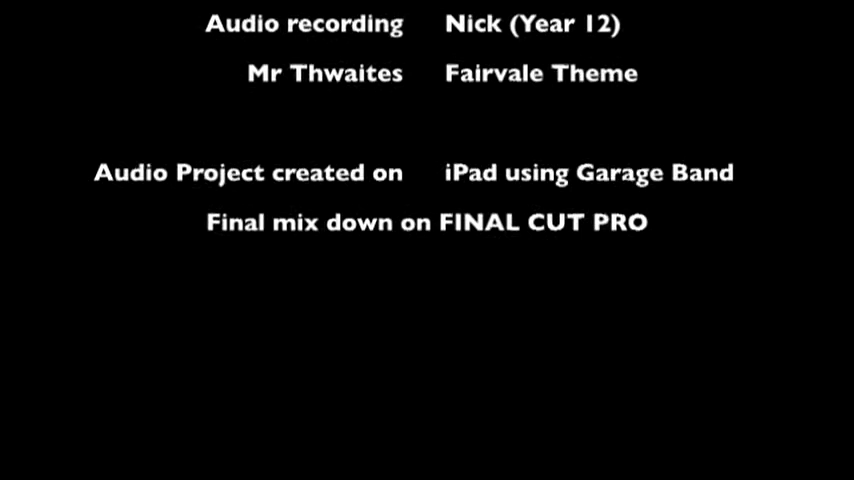 Audio recording Nick (Year 12)
Mr Thwaites Fairvale Theme
Audio Project created on iPad using Garage Band
Final mix down on FINAL CUT PRO